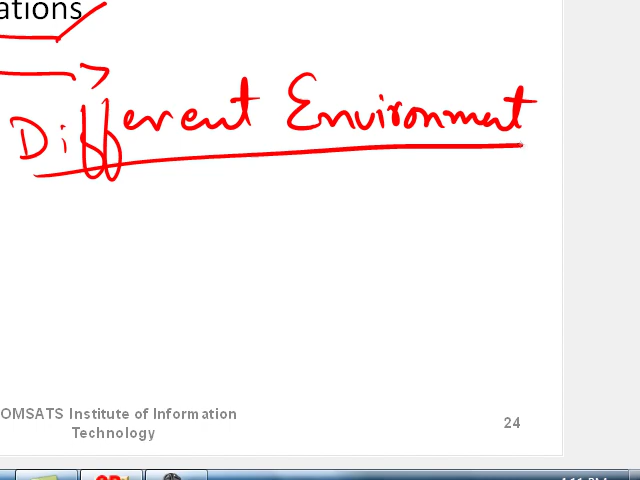 ations
Different Environment
OMSATS Institute of Information
Technology
24